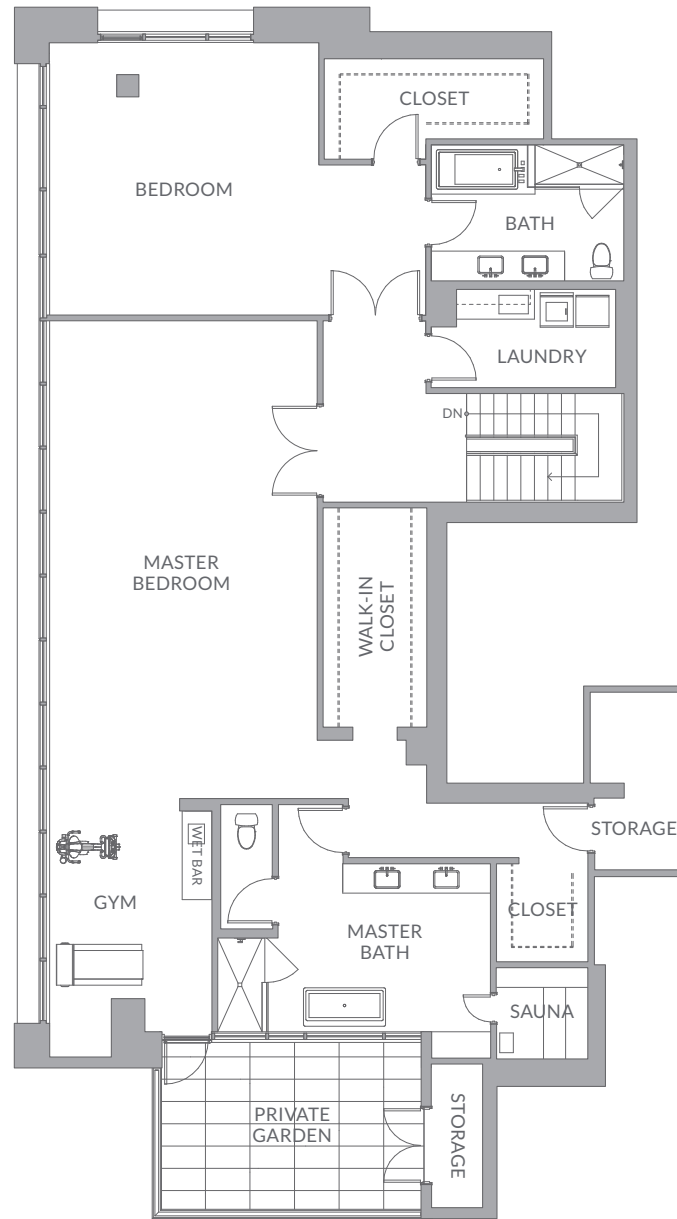 CLOSET
BEDROOM
BATH
LAUNDRY
DN
MASTER
BEDROOM
WALK-IN
CLOSET
STORAGE
WET BAR
GYM
CLOSET
MASTER
BATH
SAUNA
PRIVATE
GARDEN
STORAGE